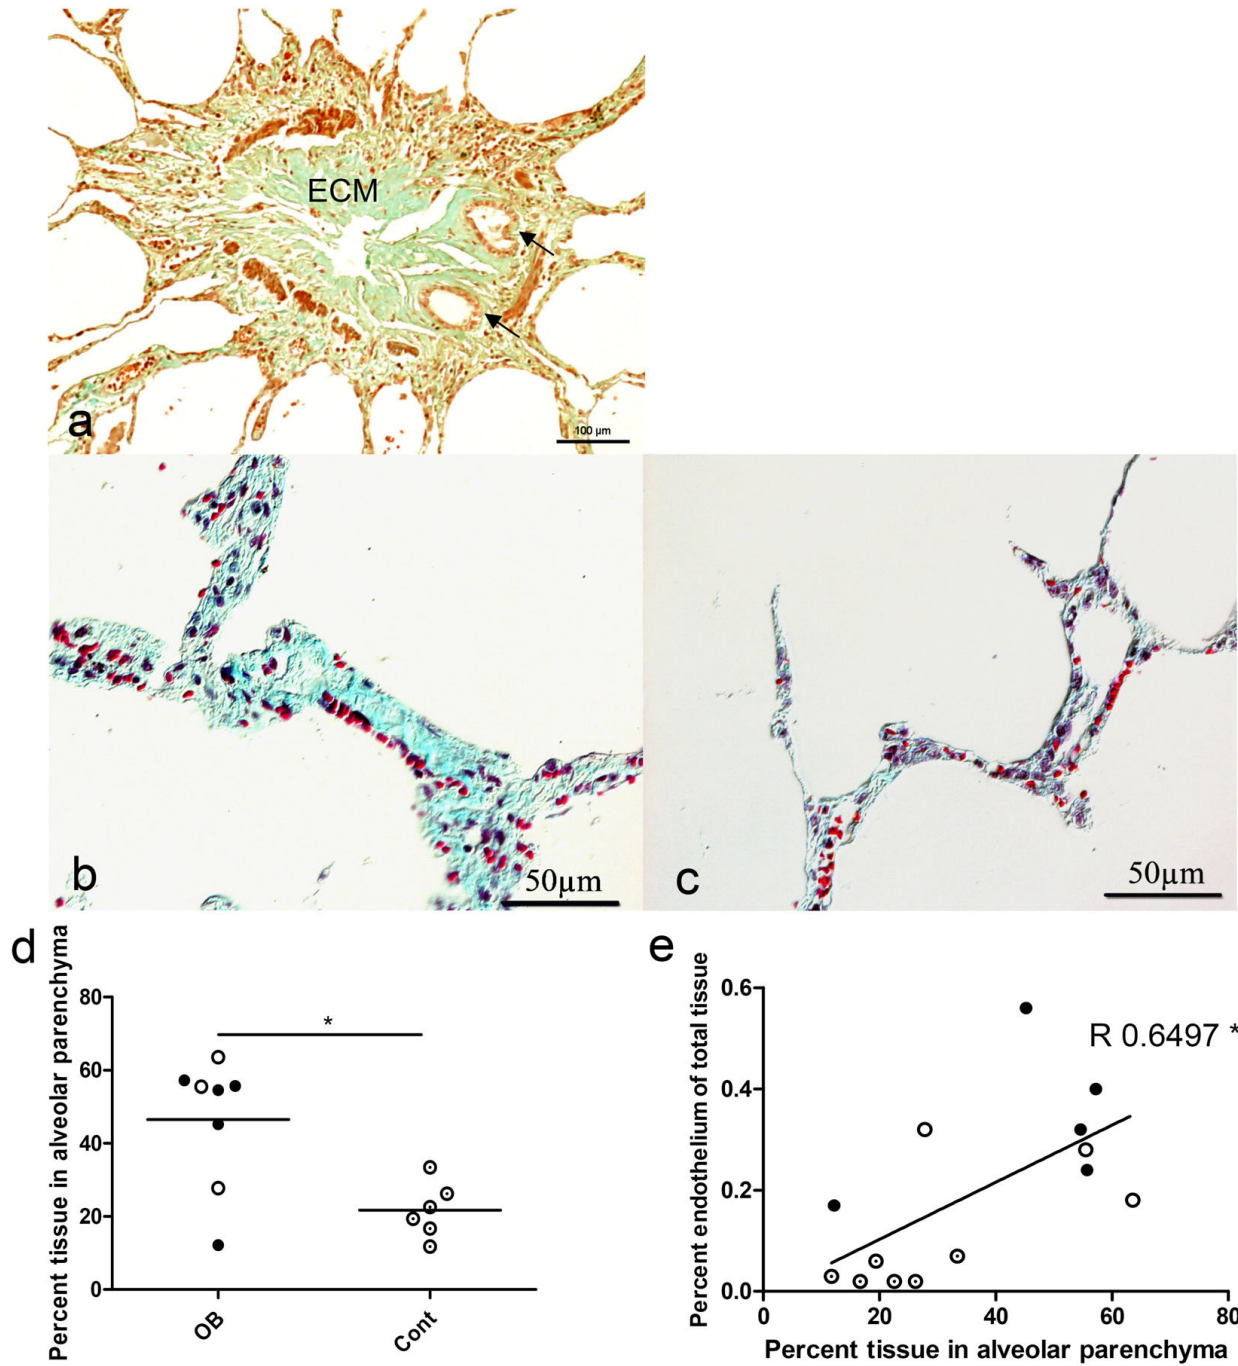 ECM
a
100 µm
b
50µm
c
50µm
d
Percent tissue in alveolar parenchyma
80
60
40
20
0
*
OB
Cont
e
Percent endothelium of total tissue
0.6
0.4
0.2
0.0
R 0.6497 *
0
20
40
60
80
Percent tissue in alveolar parenchyma